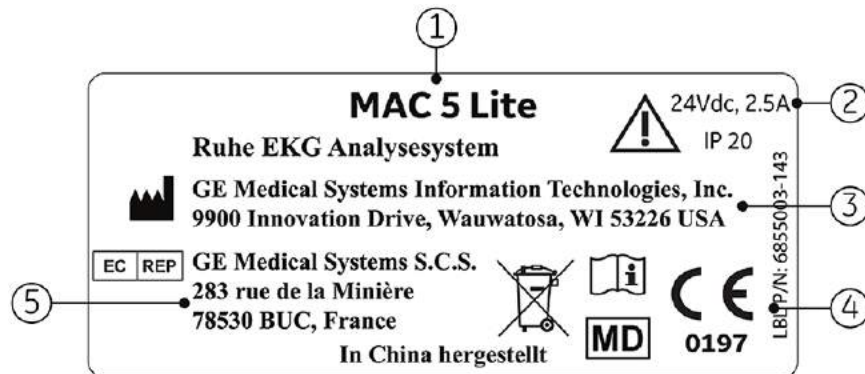 1
MAC 5 Lite
24Vdc, 2.5A
2
IP 20
Ruhe EKG Analysesystem
GE Medical Systems Information Technologies, Inc.
9900 Innovation Drive, Wauwatosa, WI 53226 USA
3
EC REP
GE Medical Systems S.C.S.
283 rue de la Minière
78530 BUC, France
5
In China hergestellt
i
MD
CE
0197
4
LBL P/N: 6855003-143